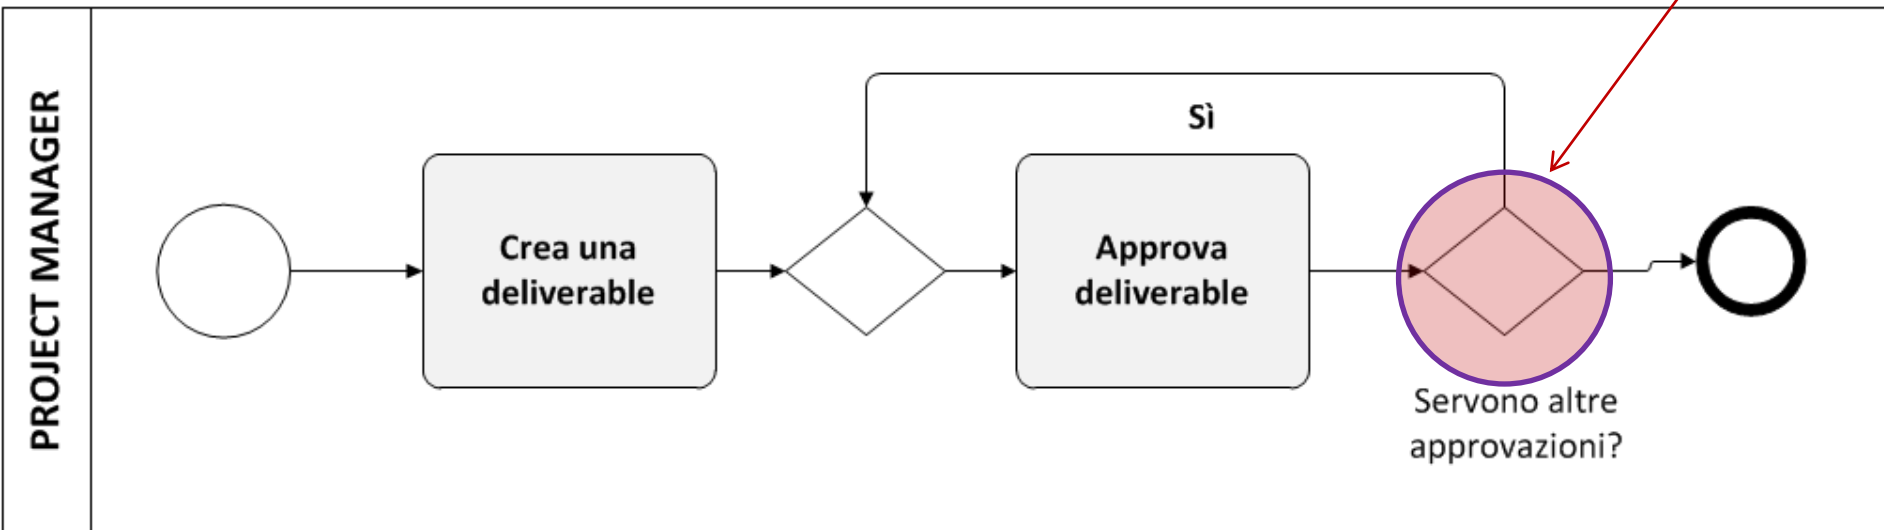 PROJECT MANAGER
Crea una
deliverable
Sì
Approva
deliverable
Servono altre
approvazioni?